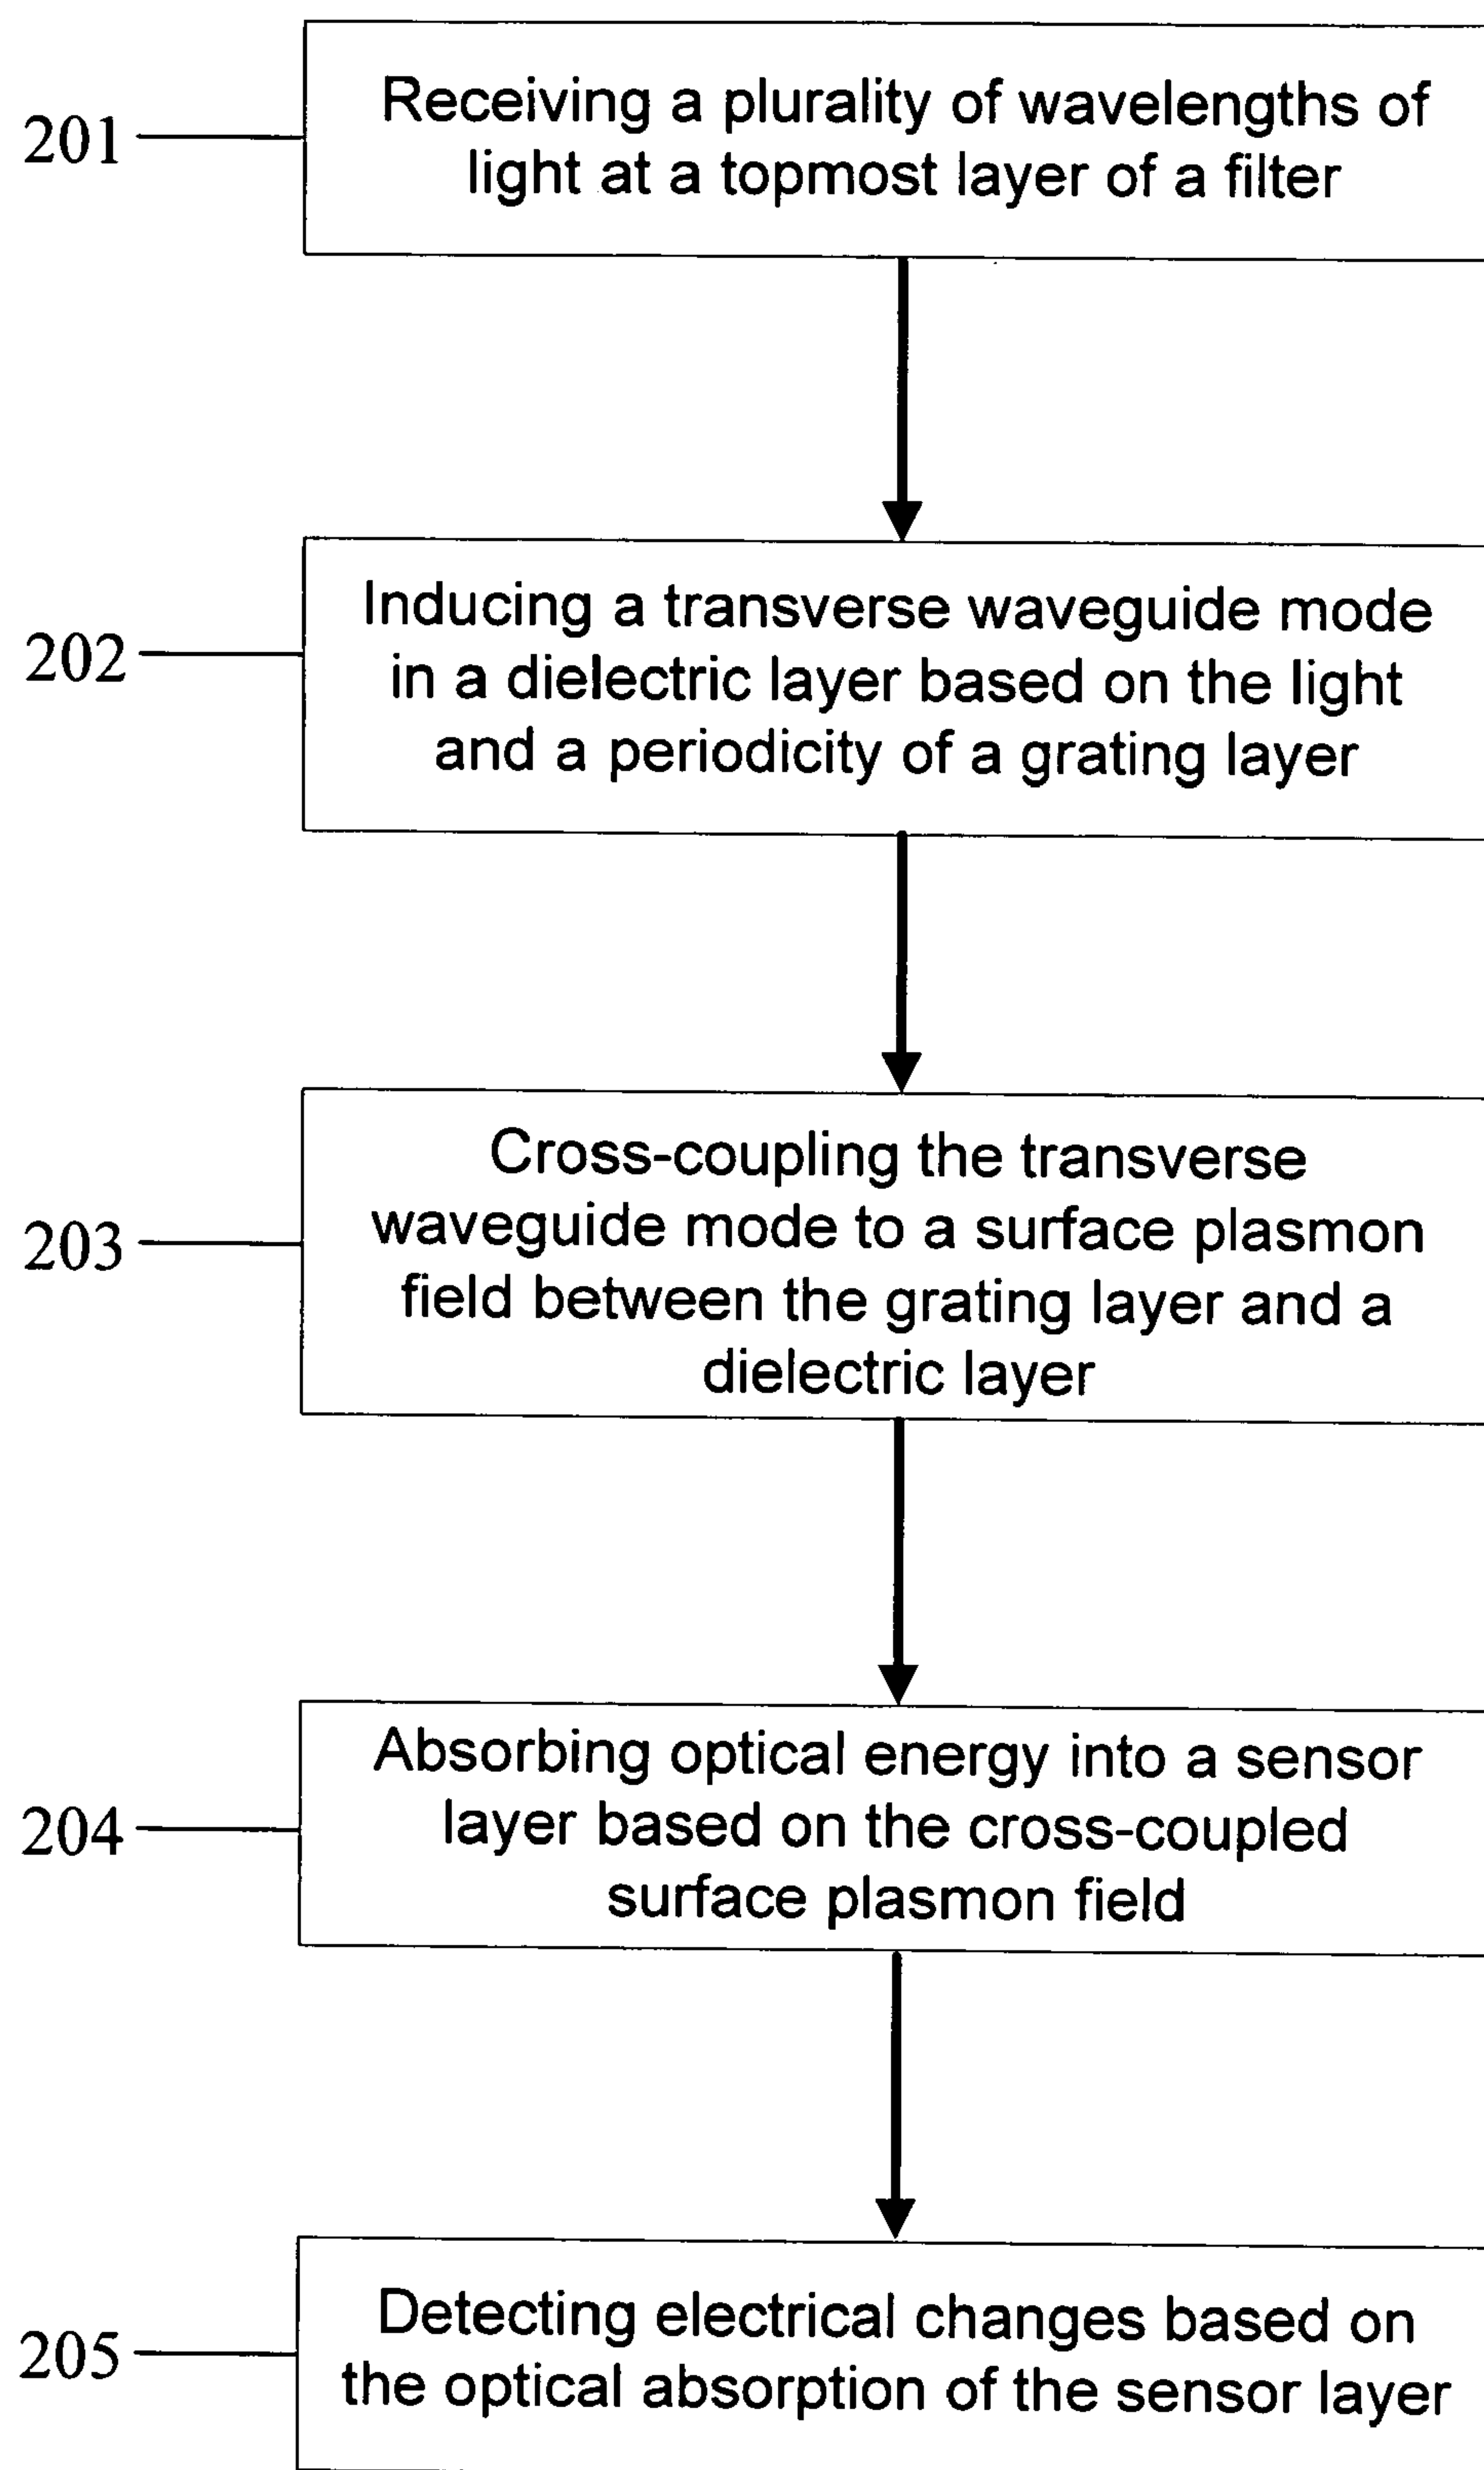 201
Receiving a plurality of wavelengths of
light at a topmost layer of a filter
202
Inducing a transverse waveguide mode
in a dielectric layer based on the light
and a periodicity of a grating layer
203
Cross-coupling the transverse
waveguide mode to a surface plasmon
field between the grating layer and a
dielectric layer
204
Absorbing optical energy into a sensor
layer based on the cross-coupled
surface plasmon field
205
Detecting electrical changes based on
the optical absorption of the sensor layer